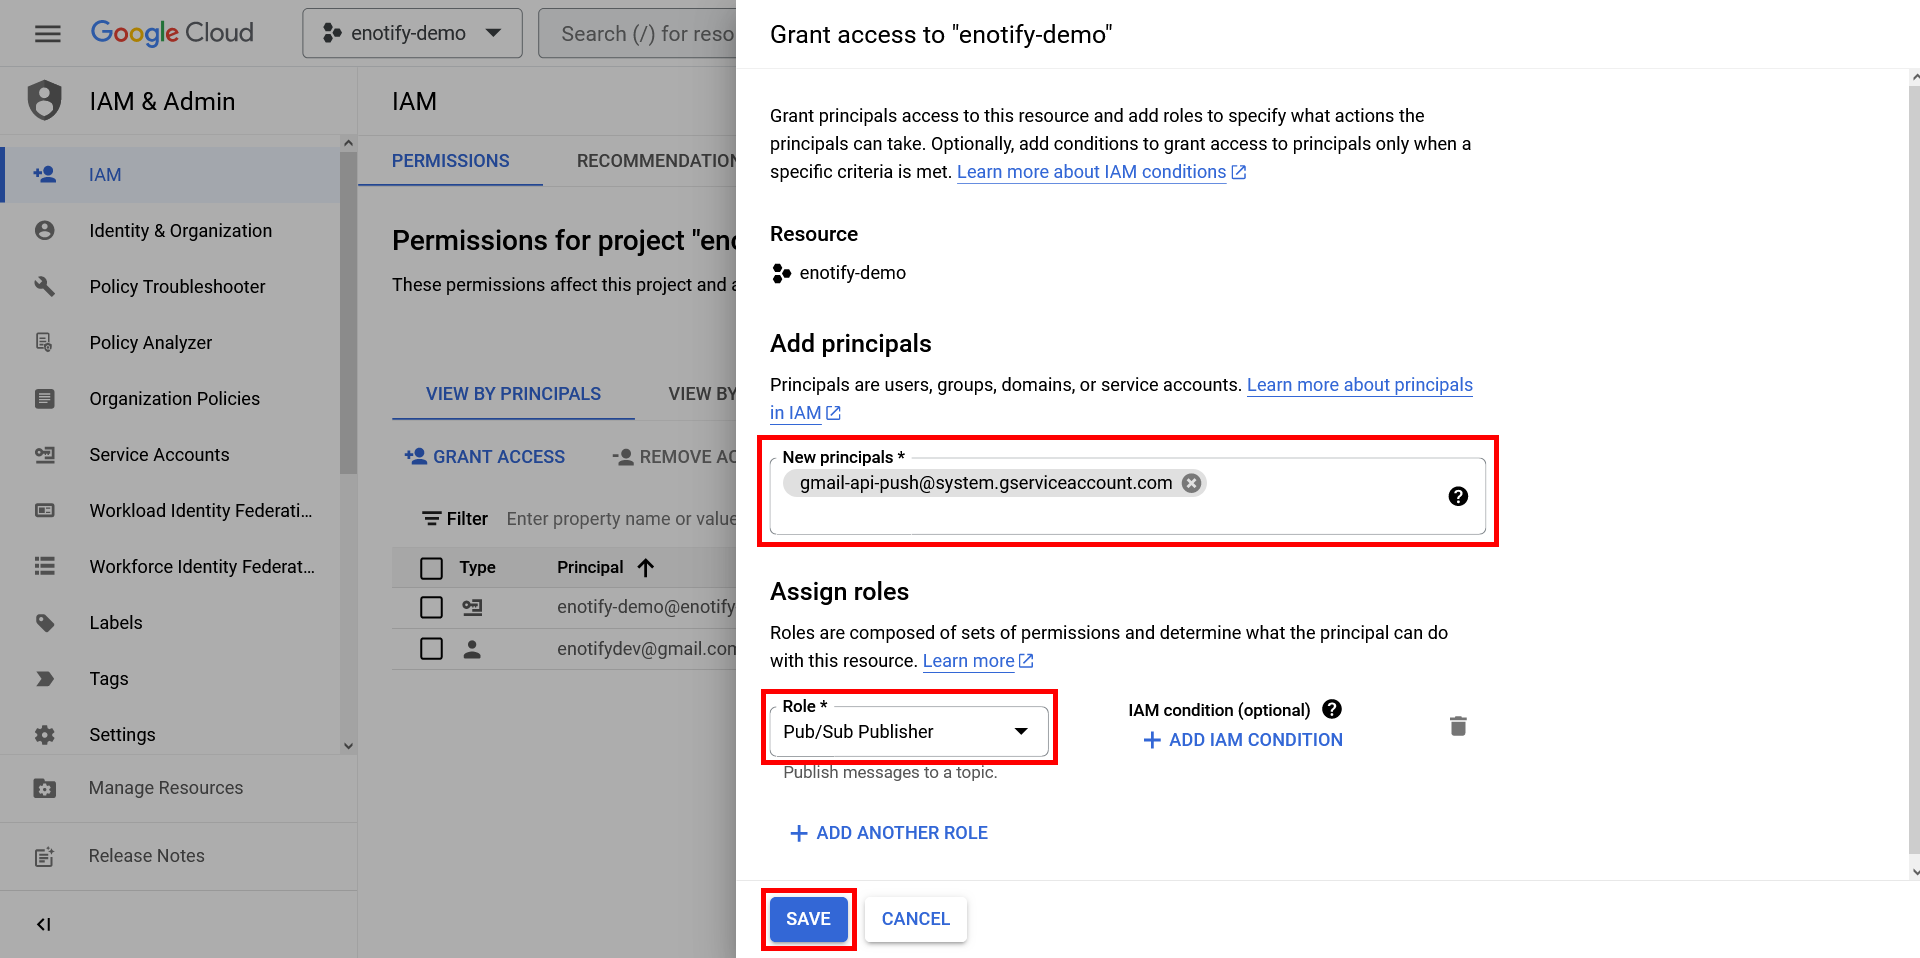 Google Cloud
enotify-demo
Search (/) for reso
IAM & Admin
IAM
Identity & Organization
Policy Troubleshooter
Policy Analyzer
Organization Policies
Service Accounts
Workload Identity Federati...
Workforce Identity Federat...
Labels
Tags
Settings
Manage Resources
Release Notes
IAM
PERMISSIONS
RECOMMENDATION
Permissions for project "eno
These permissions affect this project and a
VIEW BY PRINCIPALS
VIEW BY
GRANT ACCESS
REMOVE AC
Filter
Enter property name or value
Type
Principal
enotify-demo@enotify
enotifydev@gmail.com
Grant access to "enotify-demo"
Grant principals access to this resource and add roles to specify what actions the
principals can take. Optionally, add conditions to grant access to principals only when a
specific criteria is met. Learn more about IAM conditions
Resource
enotify-demo
Add principals
Principals are users, groups, domains, or service accounts. Learn more about principals
in IAM
New principals *
gmail-api-push@system.gserviceaccount.com
Assign roles
Roles are composed of sets of permissions and determine what the principal can do
with this resource. Learn more
Role *
Pub/Sub Publisher
Publish messages to a topic.
IAM condition (optional)
ADD IAM CONDITION
ADD ANOTHER ROLE
SAVE
CANCEL